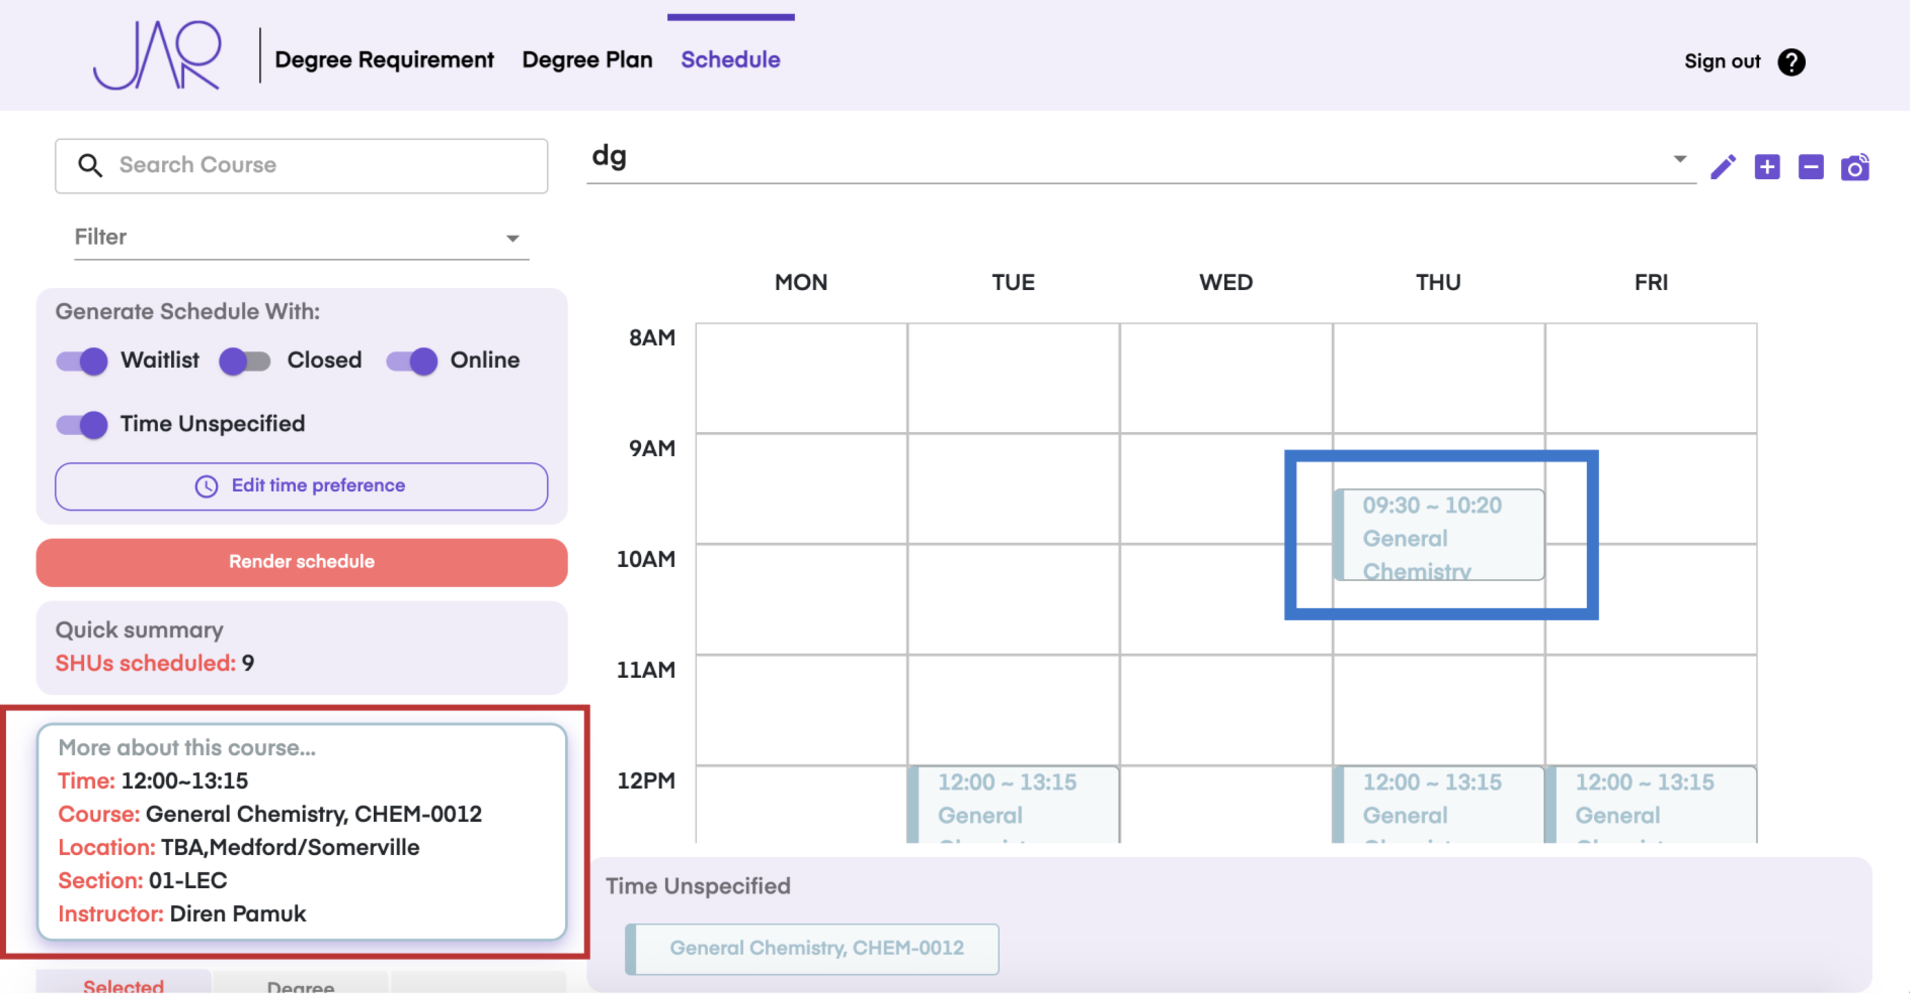 JAR
Degree Requirement
Degree Plan
Schedule
Sign out
?
Search Course
dg
Filter
Generate Schedule With:
Waitlist
Closed
Online
Time Unspecified
Edit time preference
Render schedule
Quick summary
SHUs scheduled: 9
More about this course...
Time: 12:00~13:15
Course: General Chemistry, CHEM-0012
Location: TBA,Medford/Somerville
Section: 01-LEC
Instructor: Diren Pamuk
Selected
Degree
MON
TUE
WED
THU
FRI
8AM
9AM
09:30 ~ 10:20
General
Chemistry
10AM
11AM
12PM
12:00 ~ 13:15
General
Chemistry
12:00 ~ 13:15
General
Chemistry
12:00 ~ 13:15
General
Chemistry
Time Unspecified
General Chemistry, CHEM-0012